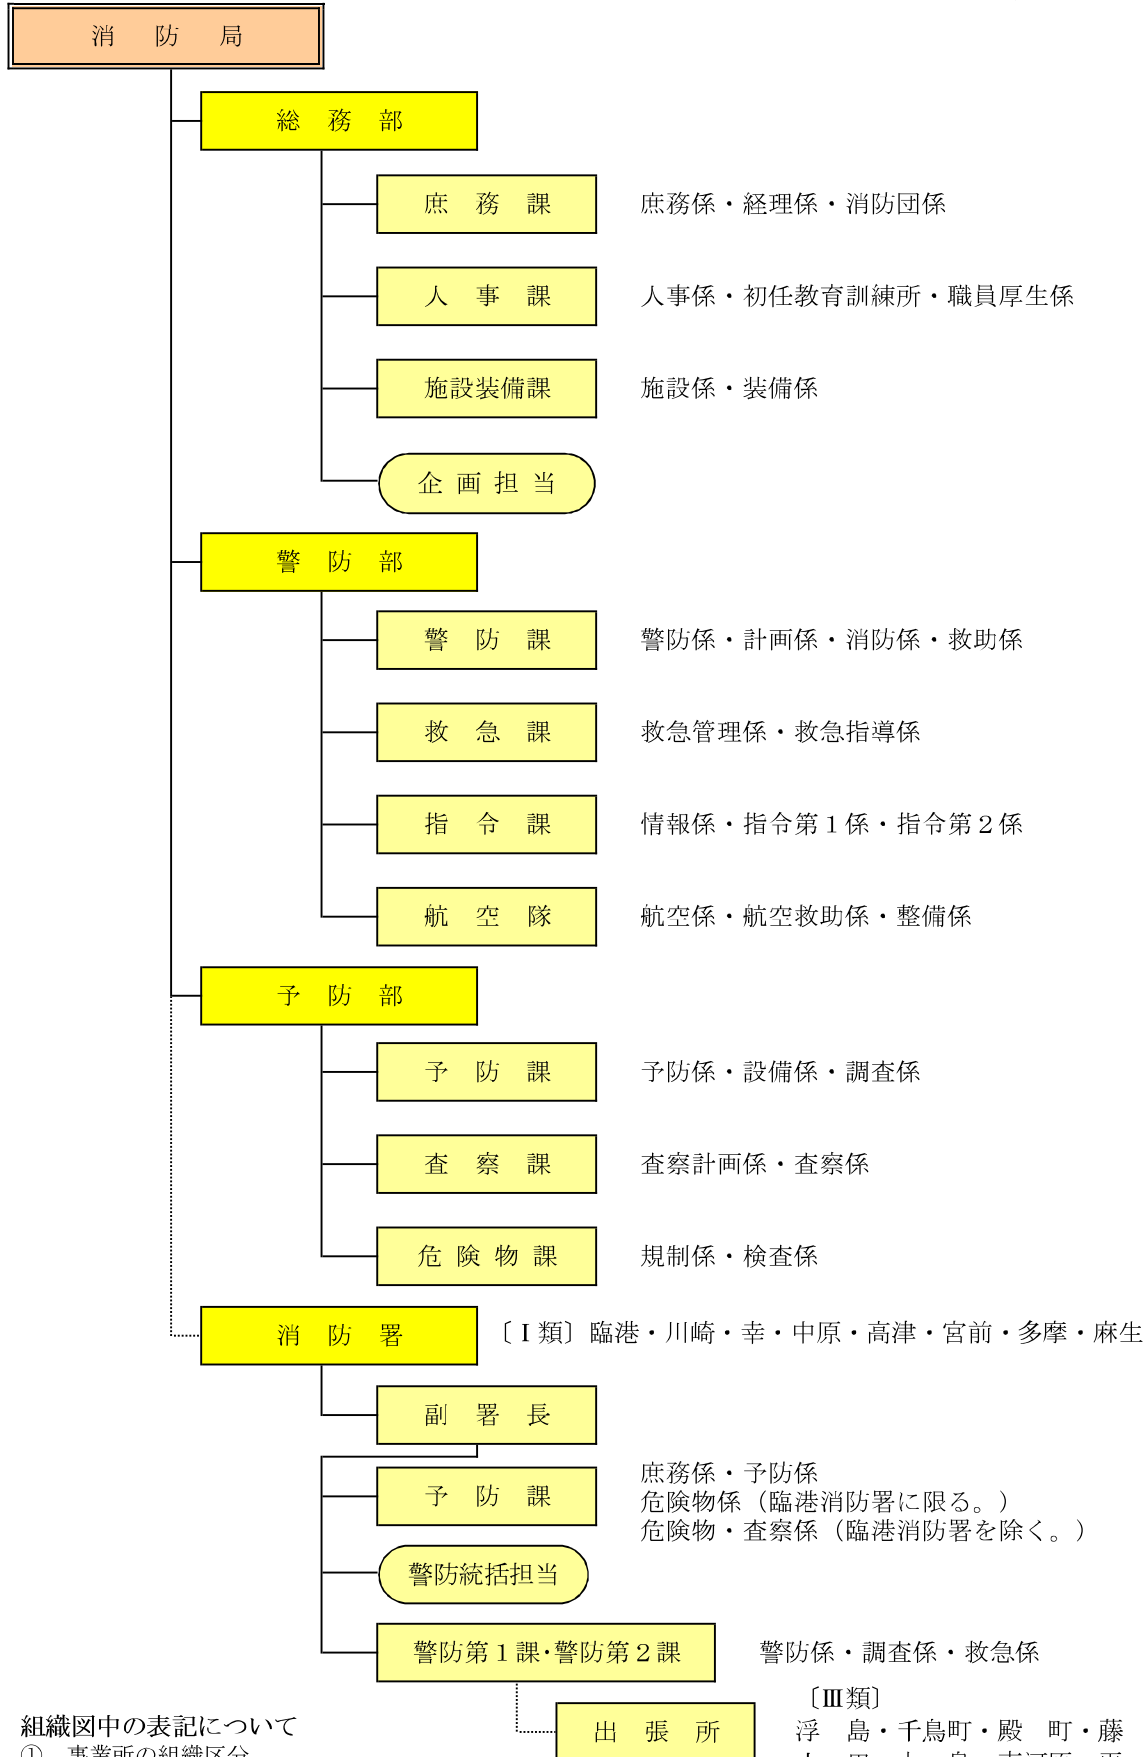 消　防　局
総　務　部
庶　務　課　庶務係・経理係・消防団係
人　事　課　人事係・初任教育訓練所・職員厚生係
施設装備課　施設係・装備係
企 画 担 当
警　防　部
警　防　課　警防係・計画係・消防係・救助係
救　急　課　救急管理係・救急指導係
指　令　課　情報係・指令第１係・指令第２係
航　空　隊　航空係・航空救助係・整備係
予　防　部
予　防　課　予防係・設備係・調査係
査　察　課　査察計画係・査察係
危 険 物 課　規制係・検査係
消　防　署　〔Ⅰ類〕臨港・川崎・幸・中原・高津・宮前・多摩・麻生
副　署　長
予　防　課　庶務係・予防係
危険物係（臨港消防署に限る。）
危険物・査察係（臨港消防署を除く。）
警防統括担当
警防第１課・警防第２課　警防係・調査係・救急係
〔Ⅲ類〕
出　張　所　浮　島・千鳥町・殿　町・藤
組織図中の表記について
①　事業所の組織区分